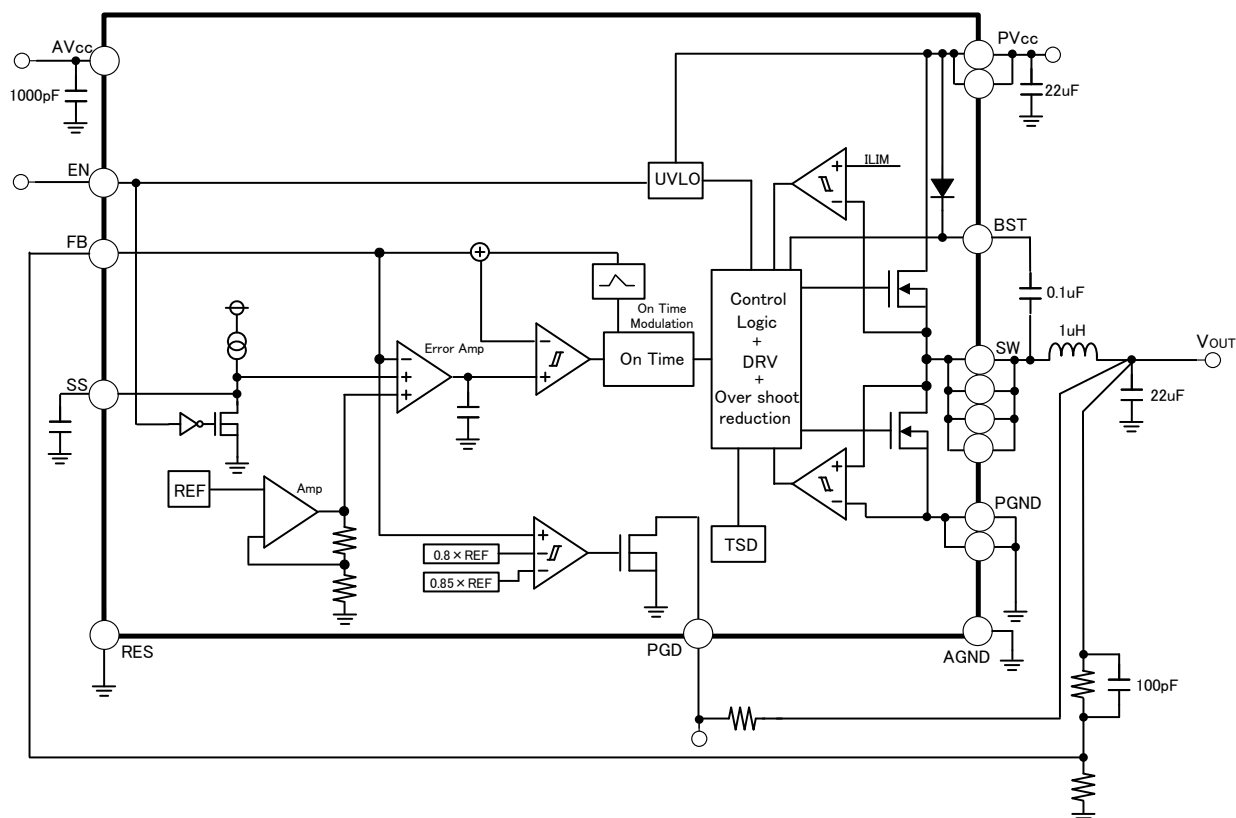 AVcc
PVcc
1000pF
22uF
EN
UVLO
ILIM
FB
BST
On Time
Modulation
Control
Logic
+
DRV
+
Over shoot
reduction
0.1uF
Error Amp
On Time
1uH
SW
VOUT
SS
22uF
REF
Amp
PGND
TSD
0.8×REF
0.85×REF
RES
PGD
AGND
100pF